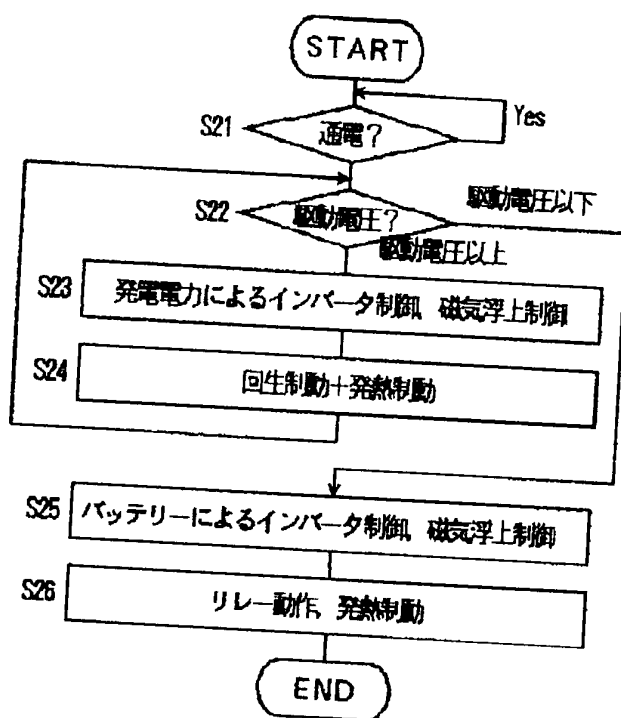 START
S21
通電?
Yes
S22
駆動電圧?
駆動電圧以下
駆動電圧以上
S23
発電電力によるインバータ制御、磁気浮上制御
S24
回生制動+発熱制動
S25
バッテリーによるインバータ制御、磁気浮上制御
S26
リレー動作、発熱制動
END